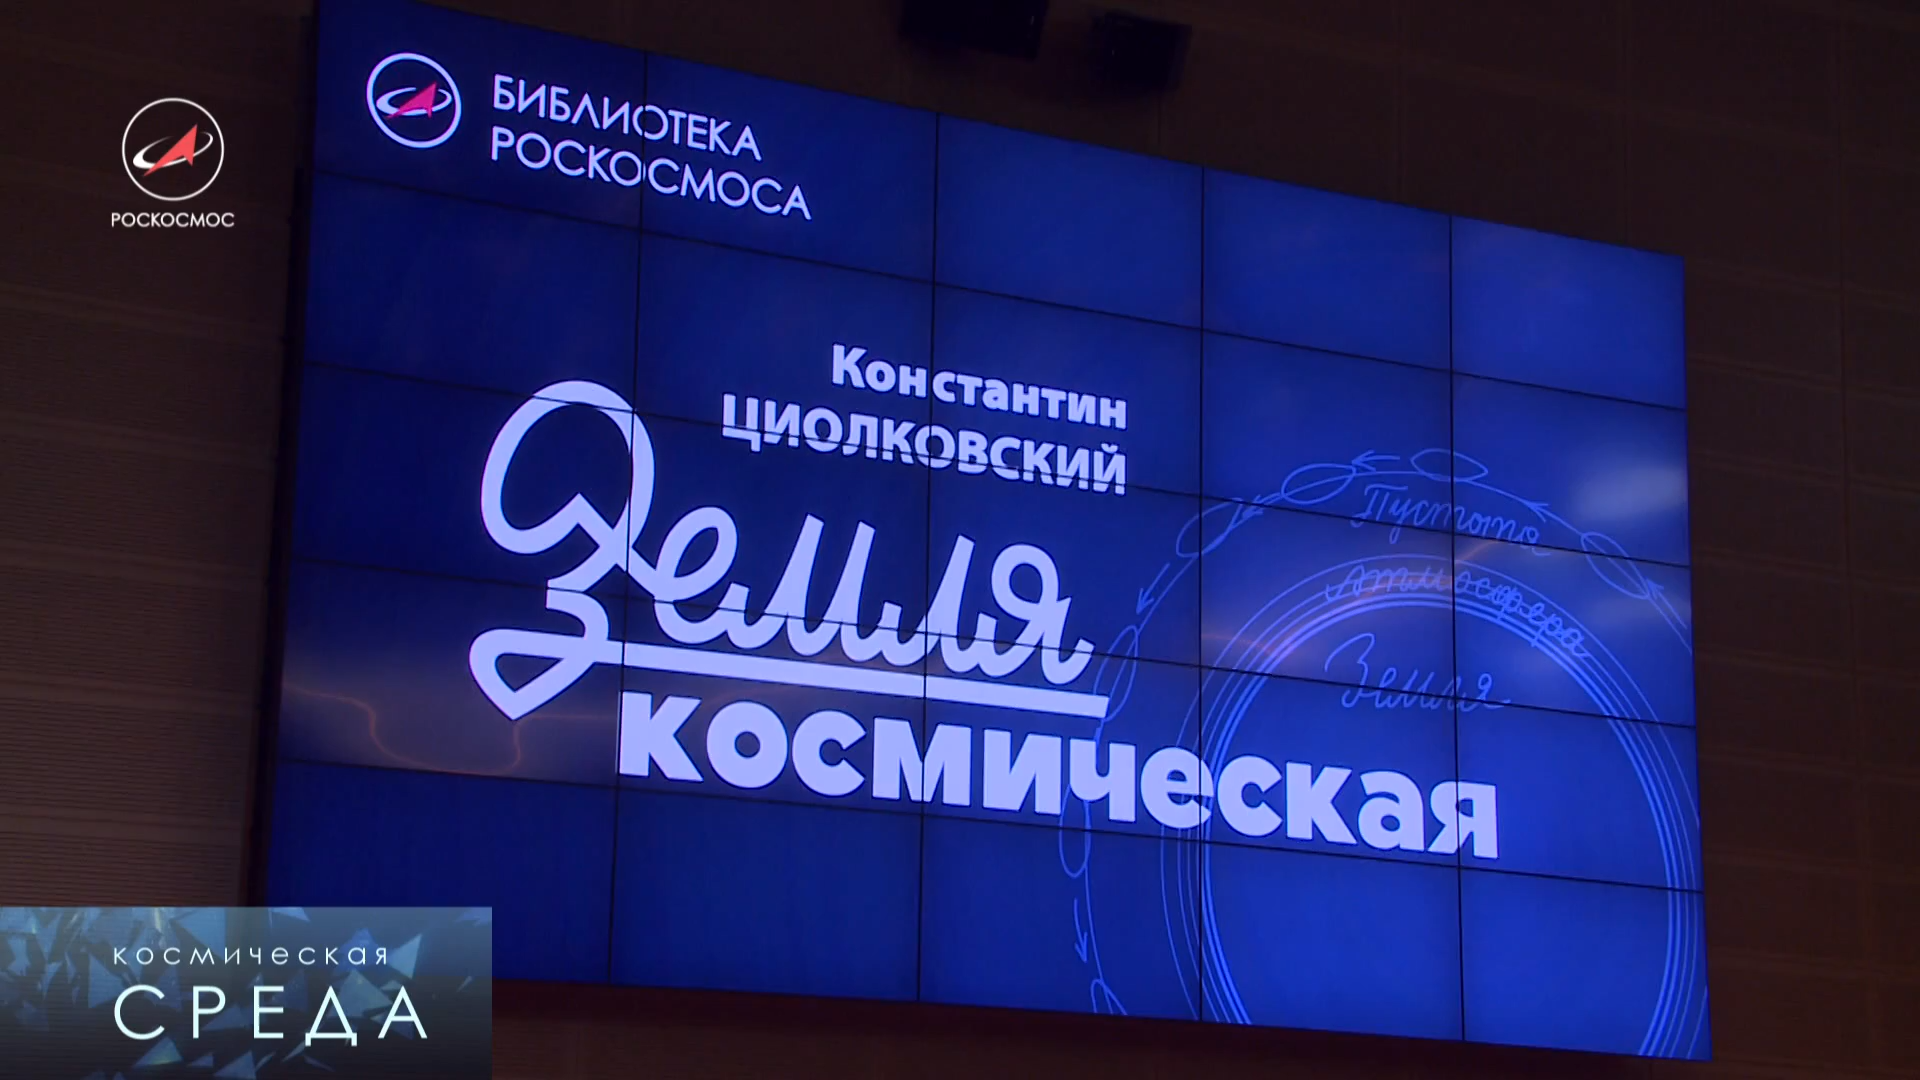 РОСКОСМОС
БИБЛИОТЕКА
РОСКОСМОСА
Константин
ЦИОЛКОВСКИЙ
Земля
космическая
Пустота
Атмосфера
Земля
космическая
СРЕДА